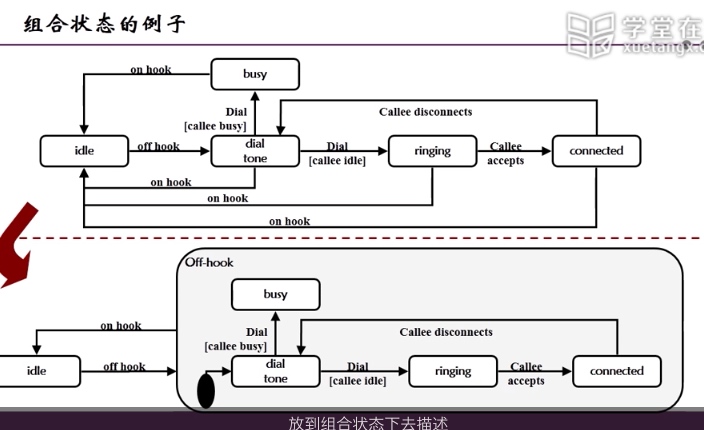 组合状态的例子
学堂在
xuetangx.c
on hook
busy
Dial
[callee busy]
Callee disconnects
idle
off hook
dial
tone
Dial
[callee idle]
ringing
Callee
accepts
connected
on hook
on hook
on hook
Off-hook
busy
on hook
Dial
[callee busy]
Callee disconnects
idle
off hook
dial
tone
Dial
[callee idle]
ringing
Callee
accepts
connected
放到组合状态下去描述